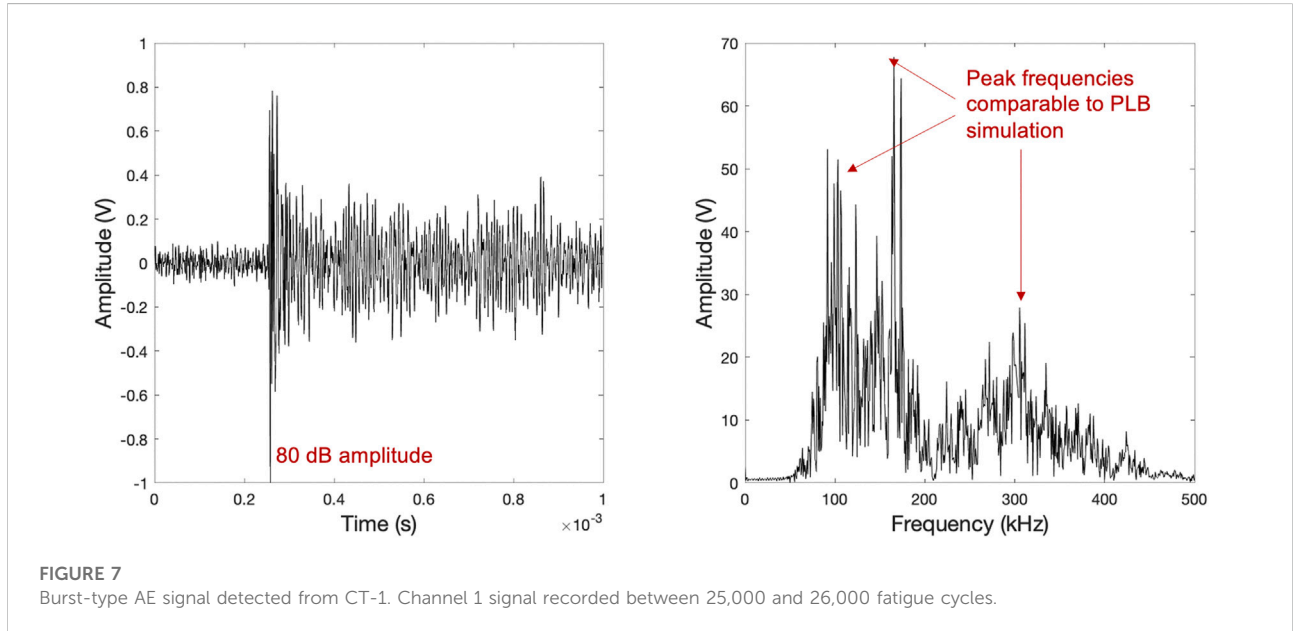 1
0.8
0.6
0.4
0.2
0
-0.2
-0.4
-0.6
-0.8
-1
Amplitude (V)
80 dB amplitude
0 0.2 0.4 0.6 0.8 1
Time (s)
×10-3
70
60
50
40
30
20
10
0
Amplitude (V)
Peak frequencies
comparable to PLB
simulation
0 100 200 300 400 500
Frequency (kHz)
FIGURE 7
Burst-type AE signal detected from CT-1. Channel 1 signal recorded between 25,000 and 26,000 fatigue cycles.